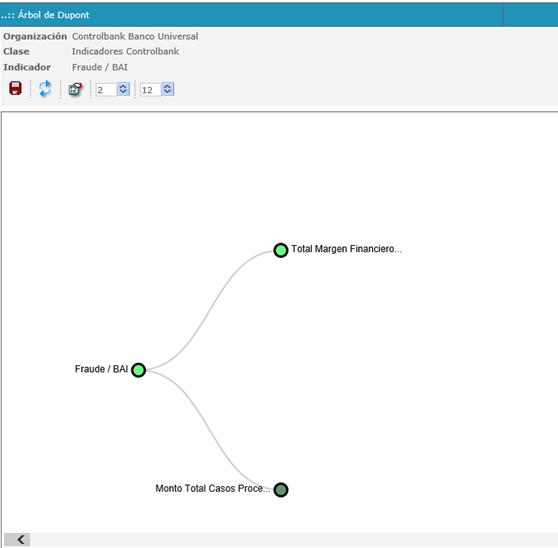 ..:: Árbol de Dupont
Organización Controlbank Banco Universal
Clase Indicadores Controlbank
Indicador Fraude / BAI
2 12
Total Margen Financiero...
Fraude / BAI
Monto Total Casos Proce...